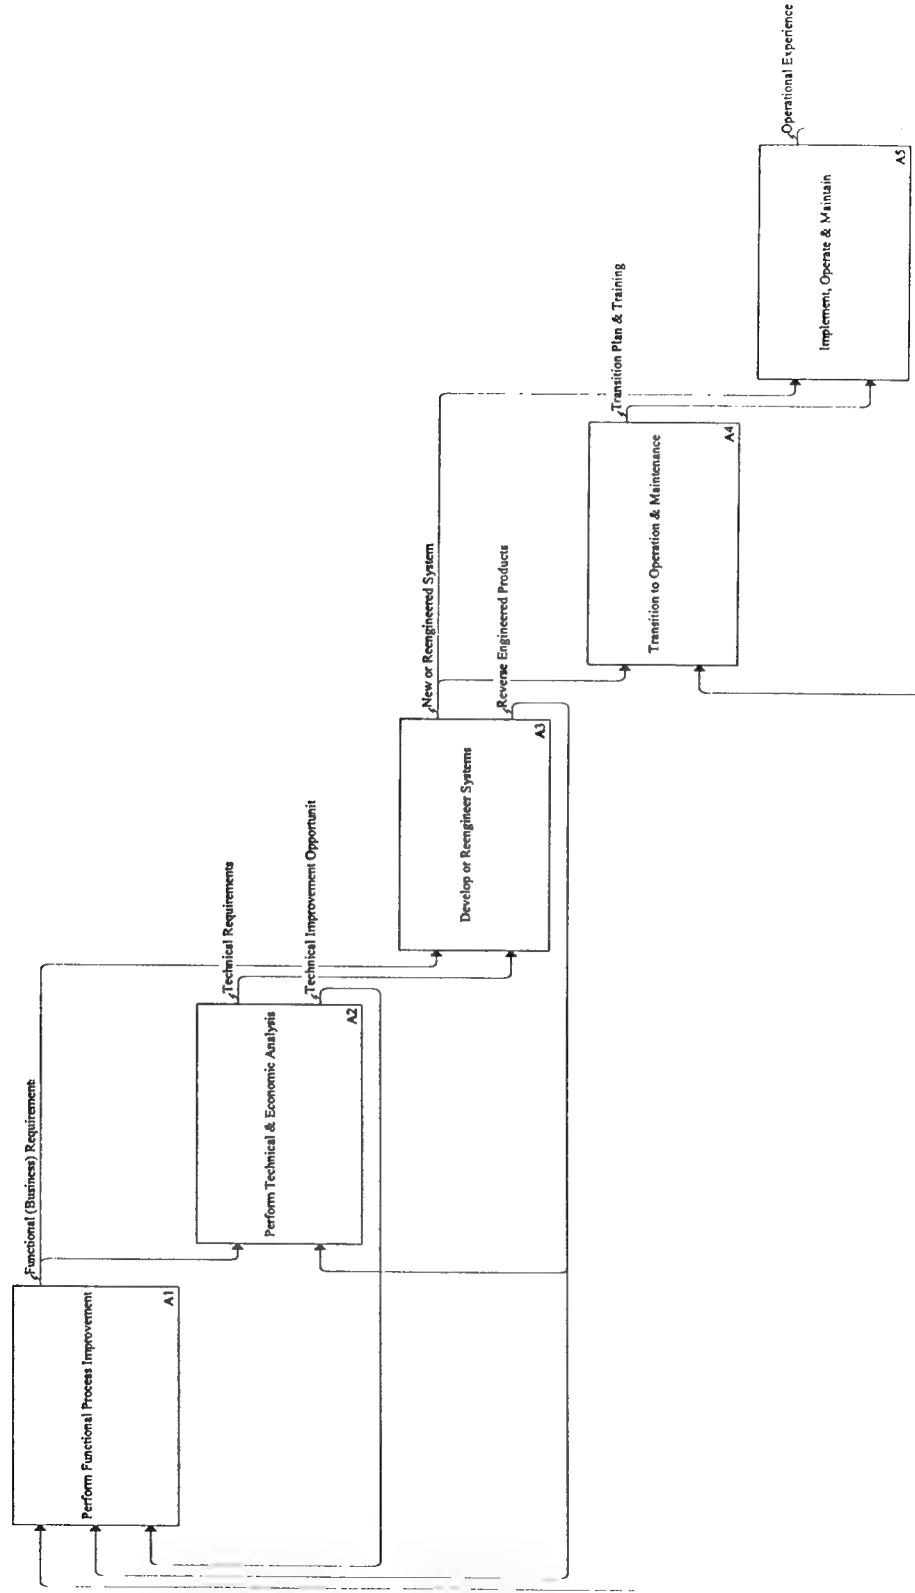 Functional (Business) Requirement
Perform Functional Process Improvement
A1
Technical Requirements
Technical Improvement Opportunit
Perform Technical & Economic Analysis
A2
New or Reengineered System
Reverse Engineered Products
Develop or Reengineer Systems
A3
Transition Plan & Training
Transition to Operation & Maintenance
A4
Operational Experience
Implement, Operate & Maintain
A5